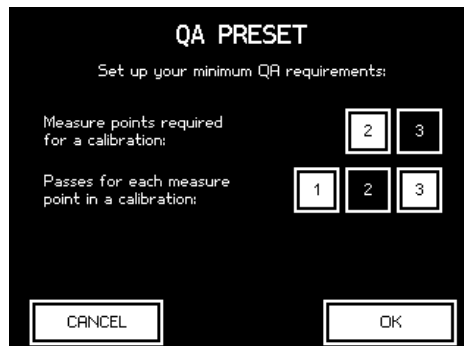 QA PRESET
Set up your minimum QA requirements:
Measure points required
for a calibration:
2 3
Passes for each measure
point in a calibration:
1 2 3
CANCEL OK